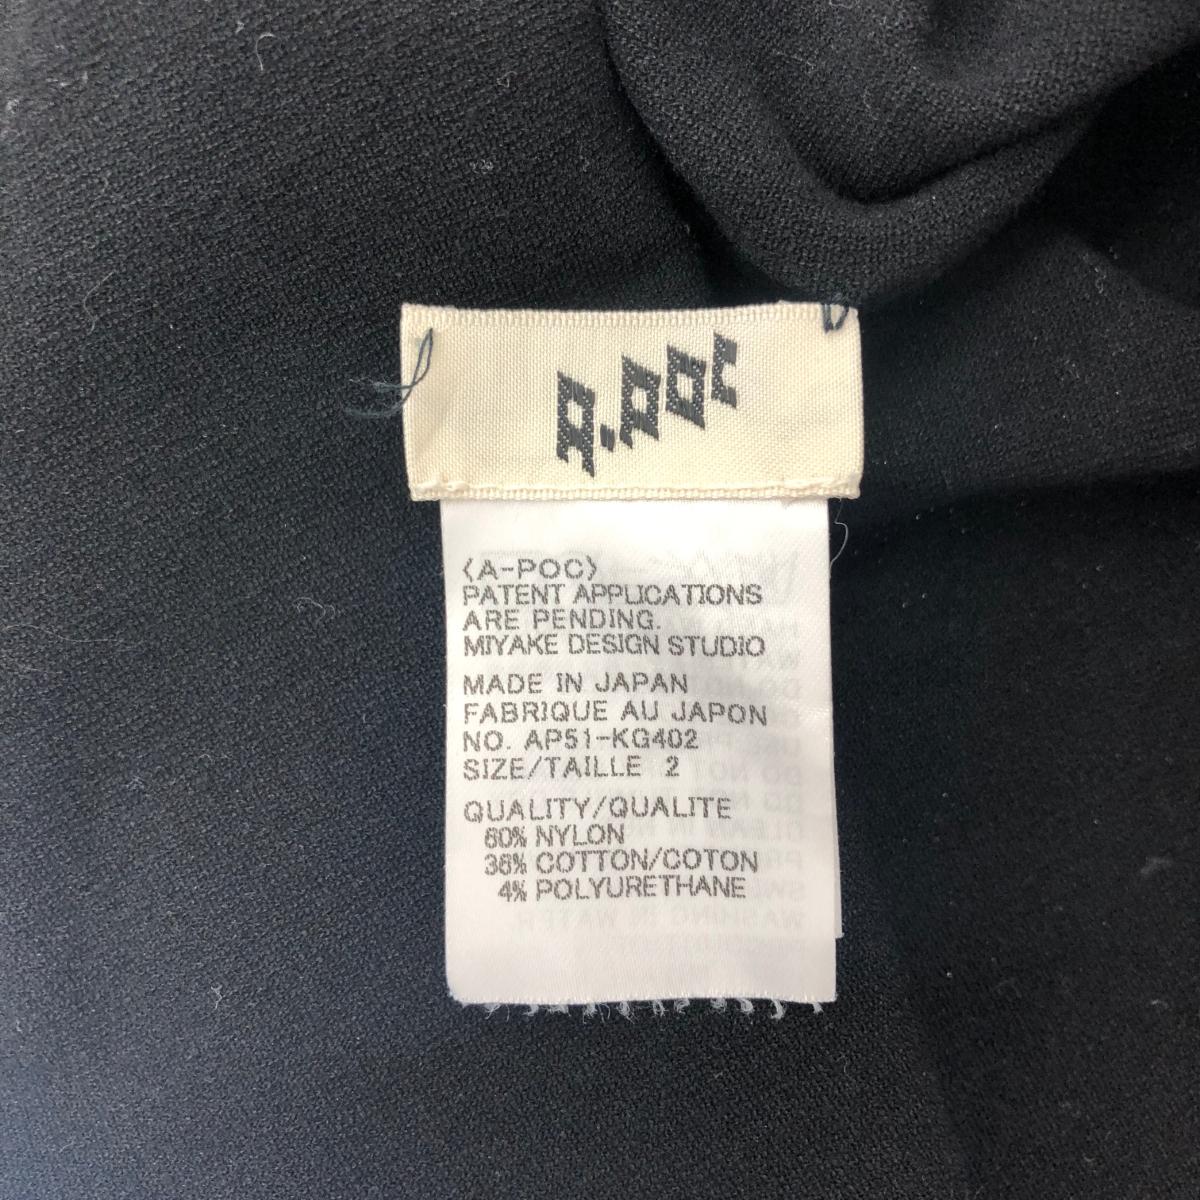 A.POC
〈A-POC〉
PATENT APPLICATIONS
ARE PENDING.
MIYAKE DESIGN STUDIO
MADE IN JAPAN
FABRIQUE AU JAPON
NO. AP51-KG402
SIZE/TAILLE 2
QUALITY/QUALITE
60% NYLON
36% COTTON/COTON
4% POLYURETHANE